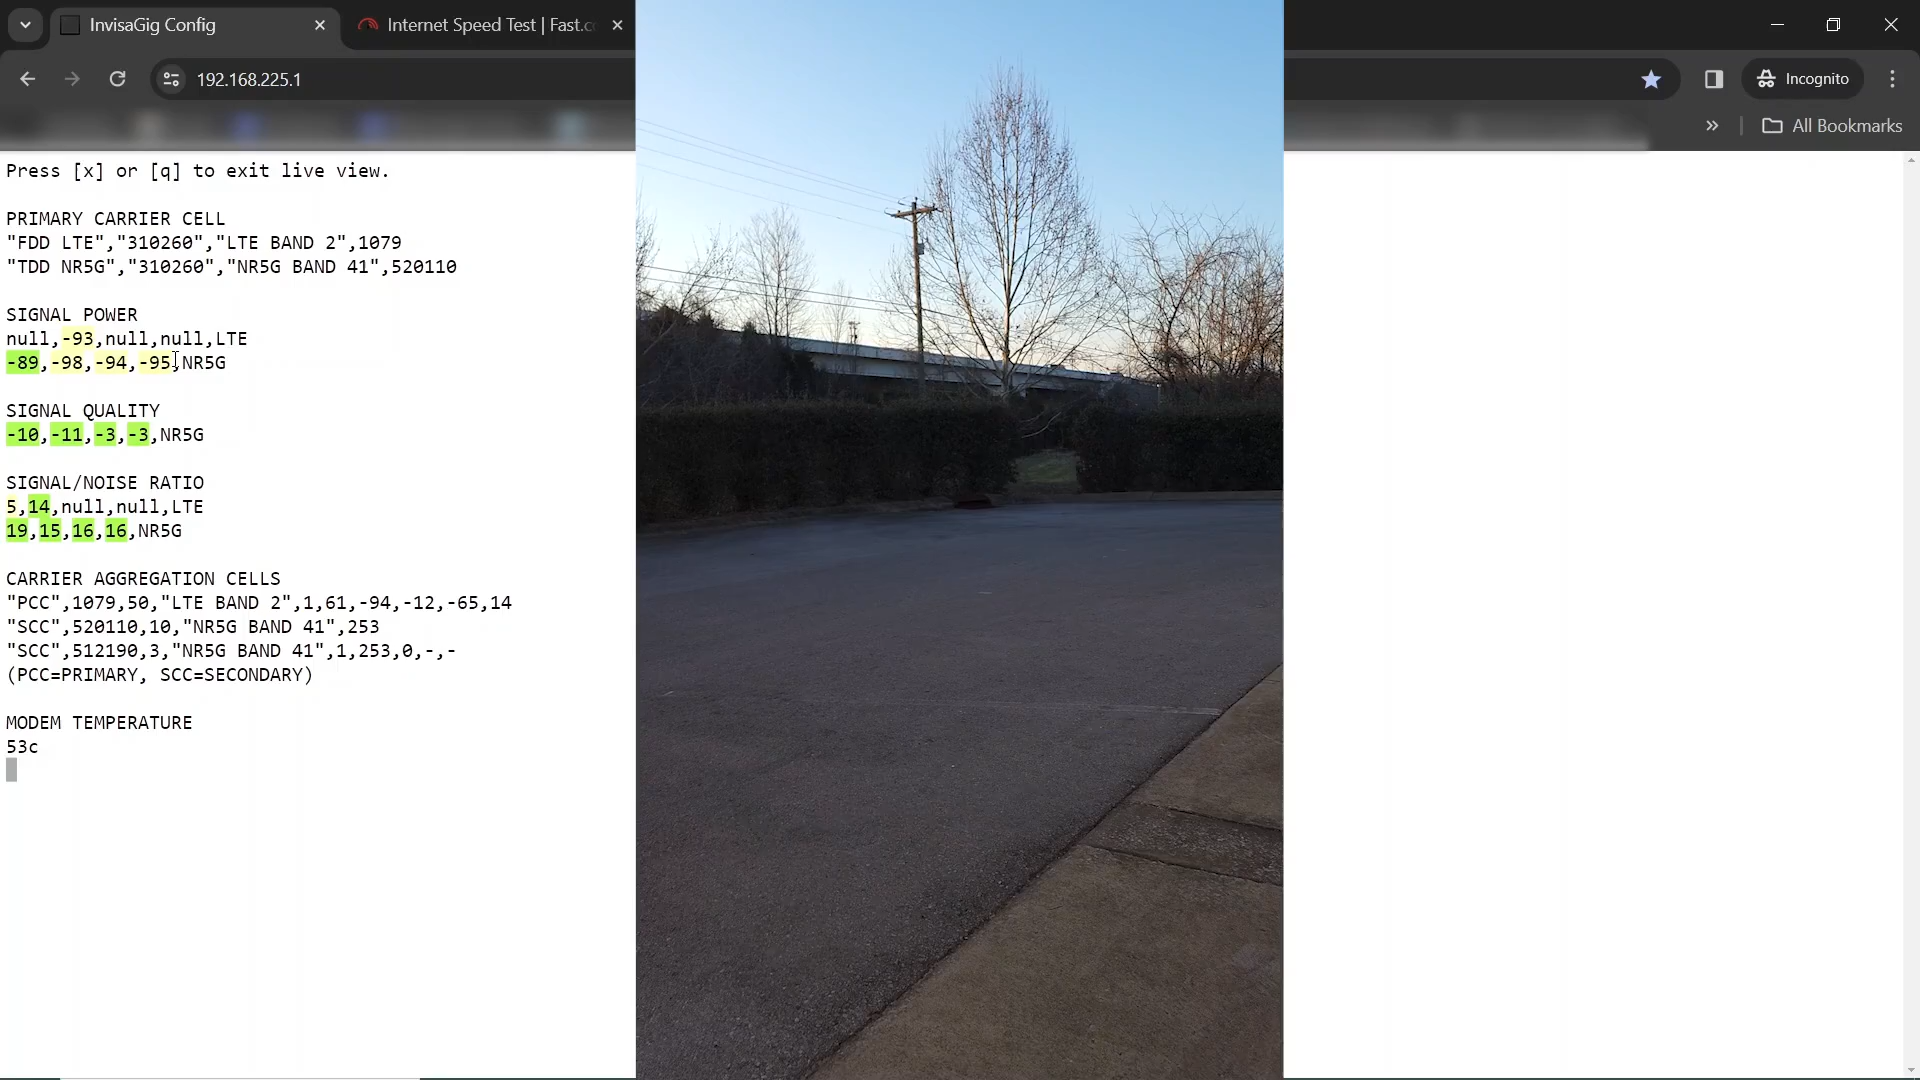 InvisaGig Config
Internet Speed Test | Fast.c
192.168.225.1
Incognito
All Bookmarks
Press [x] or [q] to exit live view.
PRIMARY CARRIER CELL
"FDD LTE","310260","LTE BAND 2",1079
"TDD NR5G","310260","NR5G BAND 41",520110
SIGNAL POWER
null,-93,null,null,LTE
-89,-98,-94,-95,NR5G
SIGNAL QUALITY
-10,-11,-3,-3,NR5G
SIGNAL/NOISE RATIO
5,14,null,null,LTE
19,15,16,16,NR5G
CARRIER AGGREGATION CELLS
"PCC",1079,50,"LTE BAND 2",1,61,-94,-12,-65,14
"SCC",520110,10,"NR5G BAND 41",253
"SCC",512190,3,"NR5G BAND 41",1,253,0,-,-
(PCC=PRIMARY, SCC=SECONDARY)
MODEM TEMPERATURE
53c